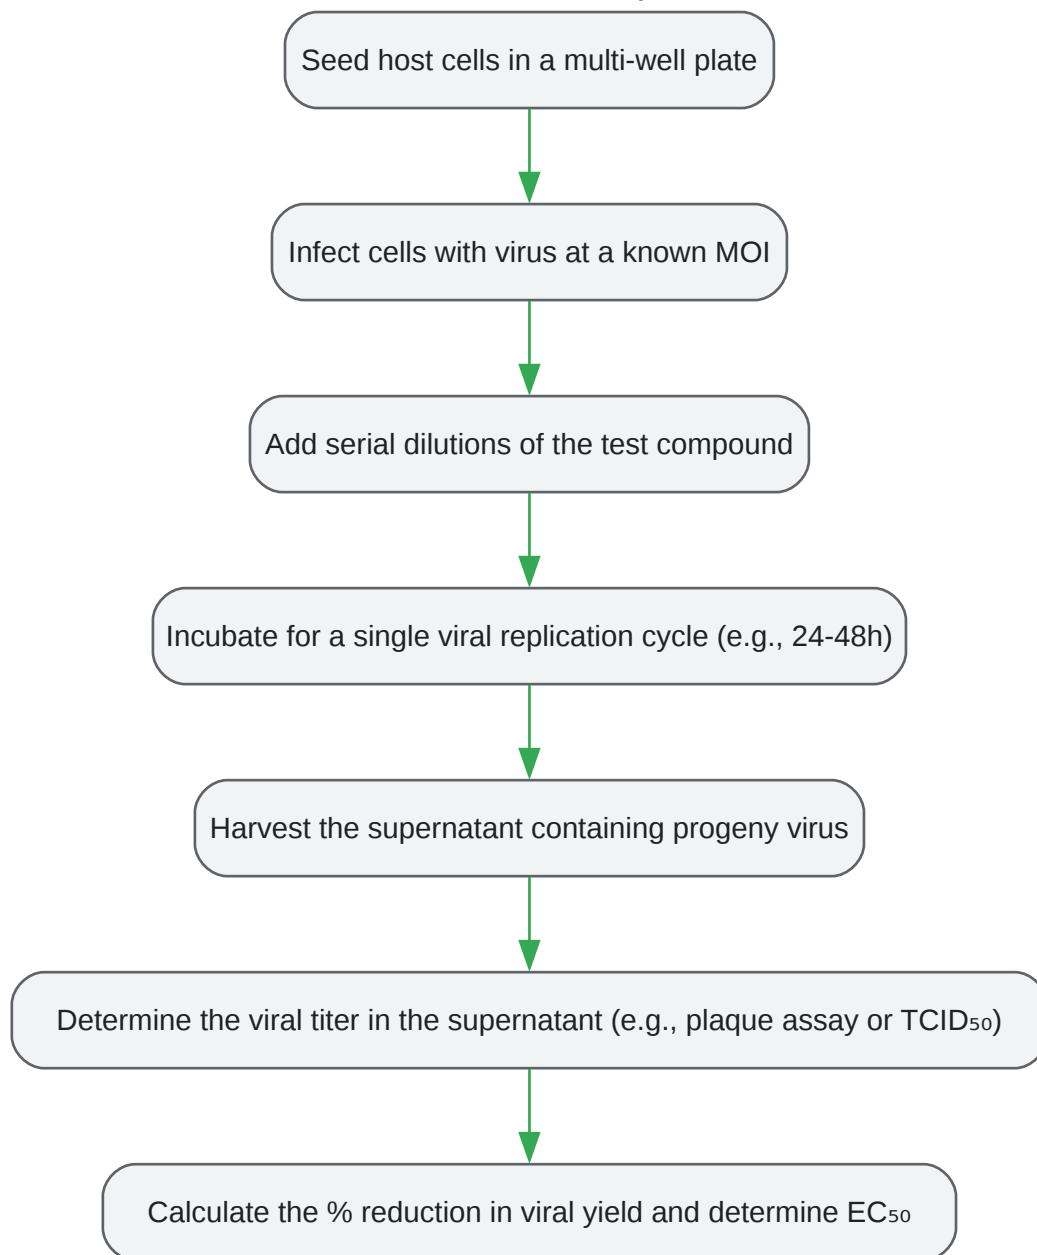 Seed host cells in a multi-well plate
Infect cells with virus at a known MOI
Add serial dilutions of the test compound
Incubate for a single viral replication cycle (e.g., 24-48h)
Harvest the supernatant containing progeny virus
Determine the viral titer in the supernatant (e.g., plaque assay or TCID₅₀)
Calculate the % reduction in viral yield and determine EC₅₀